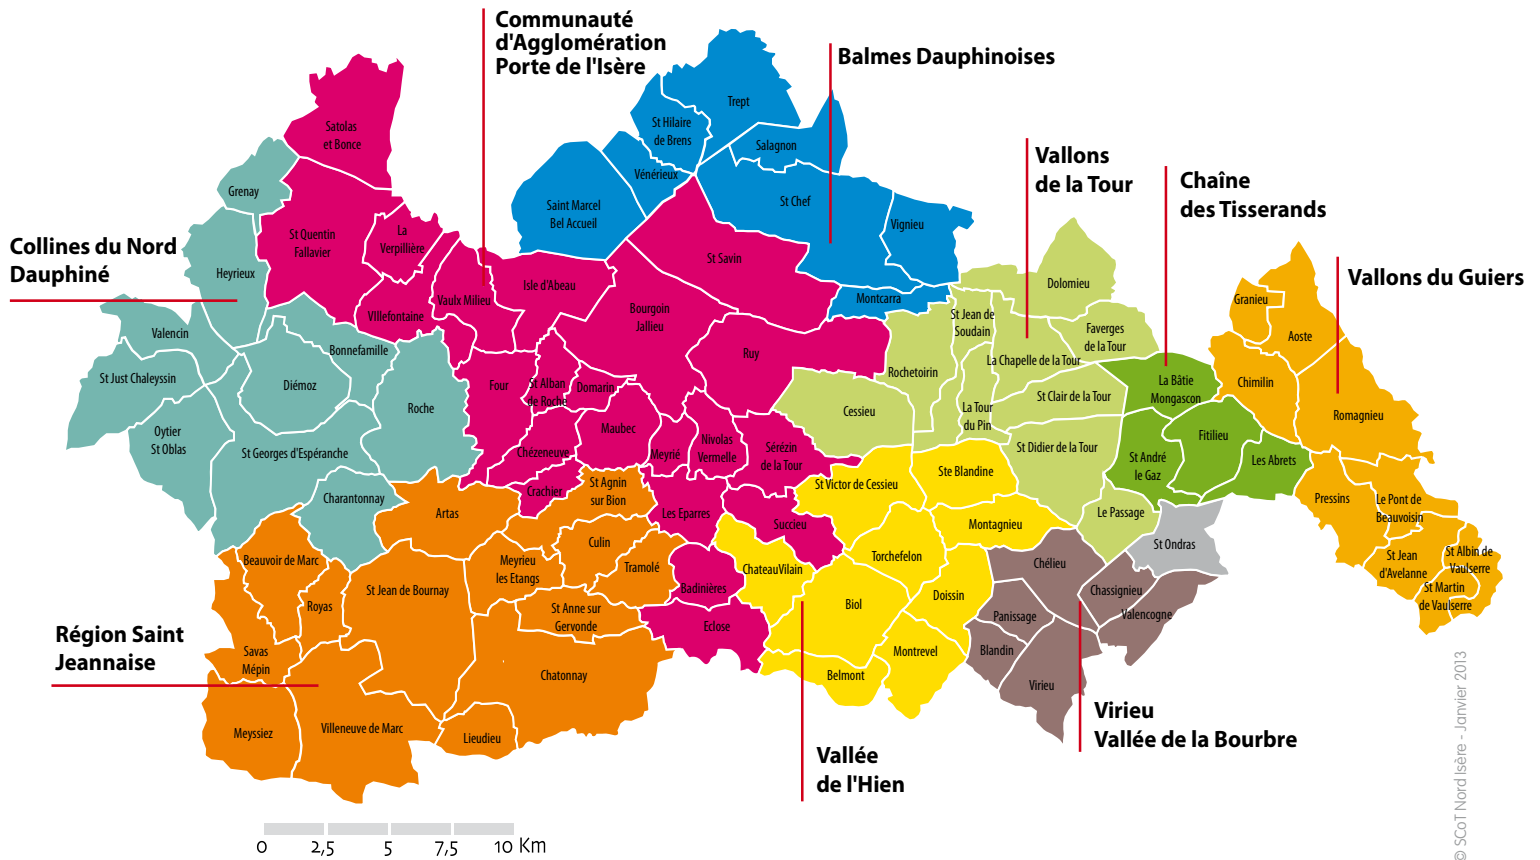 Communauté
d'Agglomération
Porte de l'Isère
Balmes Dauphinoises
Vallons
de la Tour
Chaîne
des Tisserands
Vallons du Guiers
Collines du Nord
Dauphiné
Région Saint
Jeannaise
Vallée
de l'Hien
Virieu
Vallée de la Bourbre
Satolas
et Bonce
Grenay
St Quentin
Fallavier
La
Verpillière
Heyrieux
VIllefontaine
Vaulx Milieu
Isle d'Abeau
Saint Marcel
Bel Accueil
Vénérieux
St Hilaire
de Brens
Trept
Salagnon
St Chef
Vignieu
Montcarra
St Savin
Bourgoin
Jallieu
Ruy
Valencin
St Just Chaleyssin
Oytier
St Oblas
Diémoz
Bonnefamille
Roche
St Georges d'Espéranche
Charantonnay
Four
St Alban
de Roche
Domarin
Maubec
Chèzeneuve
Crachier
Meyrié
Nivolas
Vermelle
Sérézin
de la Tour
Les Eparres
Succieu
Badinières
Eclose
Dolomieu
St Jean de
Soudain
Faverges
de la Tour
La Chapelle de la Tour
Rochetoirin
Cessieu
La Tour
du Pin
St Clair de la Tour
St Didier de la Tour
Le Passage
La Bâtie
Mongascon
Fitilieu
St André
le Gaz
Les Abrets
Granieu
Aoste
Chimilin
Romagnieu
Pressins
Le Pont de
Beauvoisin
St Jean
d'Avelanne
St Albin de
Vaulserre
St Martin
de Vaulserre
St Ondras
St Victor de Cessieu
Ste Blandine
Montagnieu
Torchefelon
ChateauVilain
Biol
Doissin
Montrevel
Belmont
Chélieu
Chassignieu
Valencogne
Panissage
Blandin
Virieu
Artas
St Agnin
sur Bion
Culin
Tramolé
Meyrieu
les Etangs
St Anne sur
Gervonde
Beauvoir de Marc
Royas
St Jean de Bournay
Savas
Mépin
Meyssiez
Villeneuve de Marc
Lieudieu
Chatonnay
0 2,5 5 7,5 10 Km
© SCoT Nord Isère - Janvier 2013